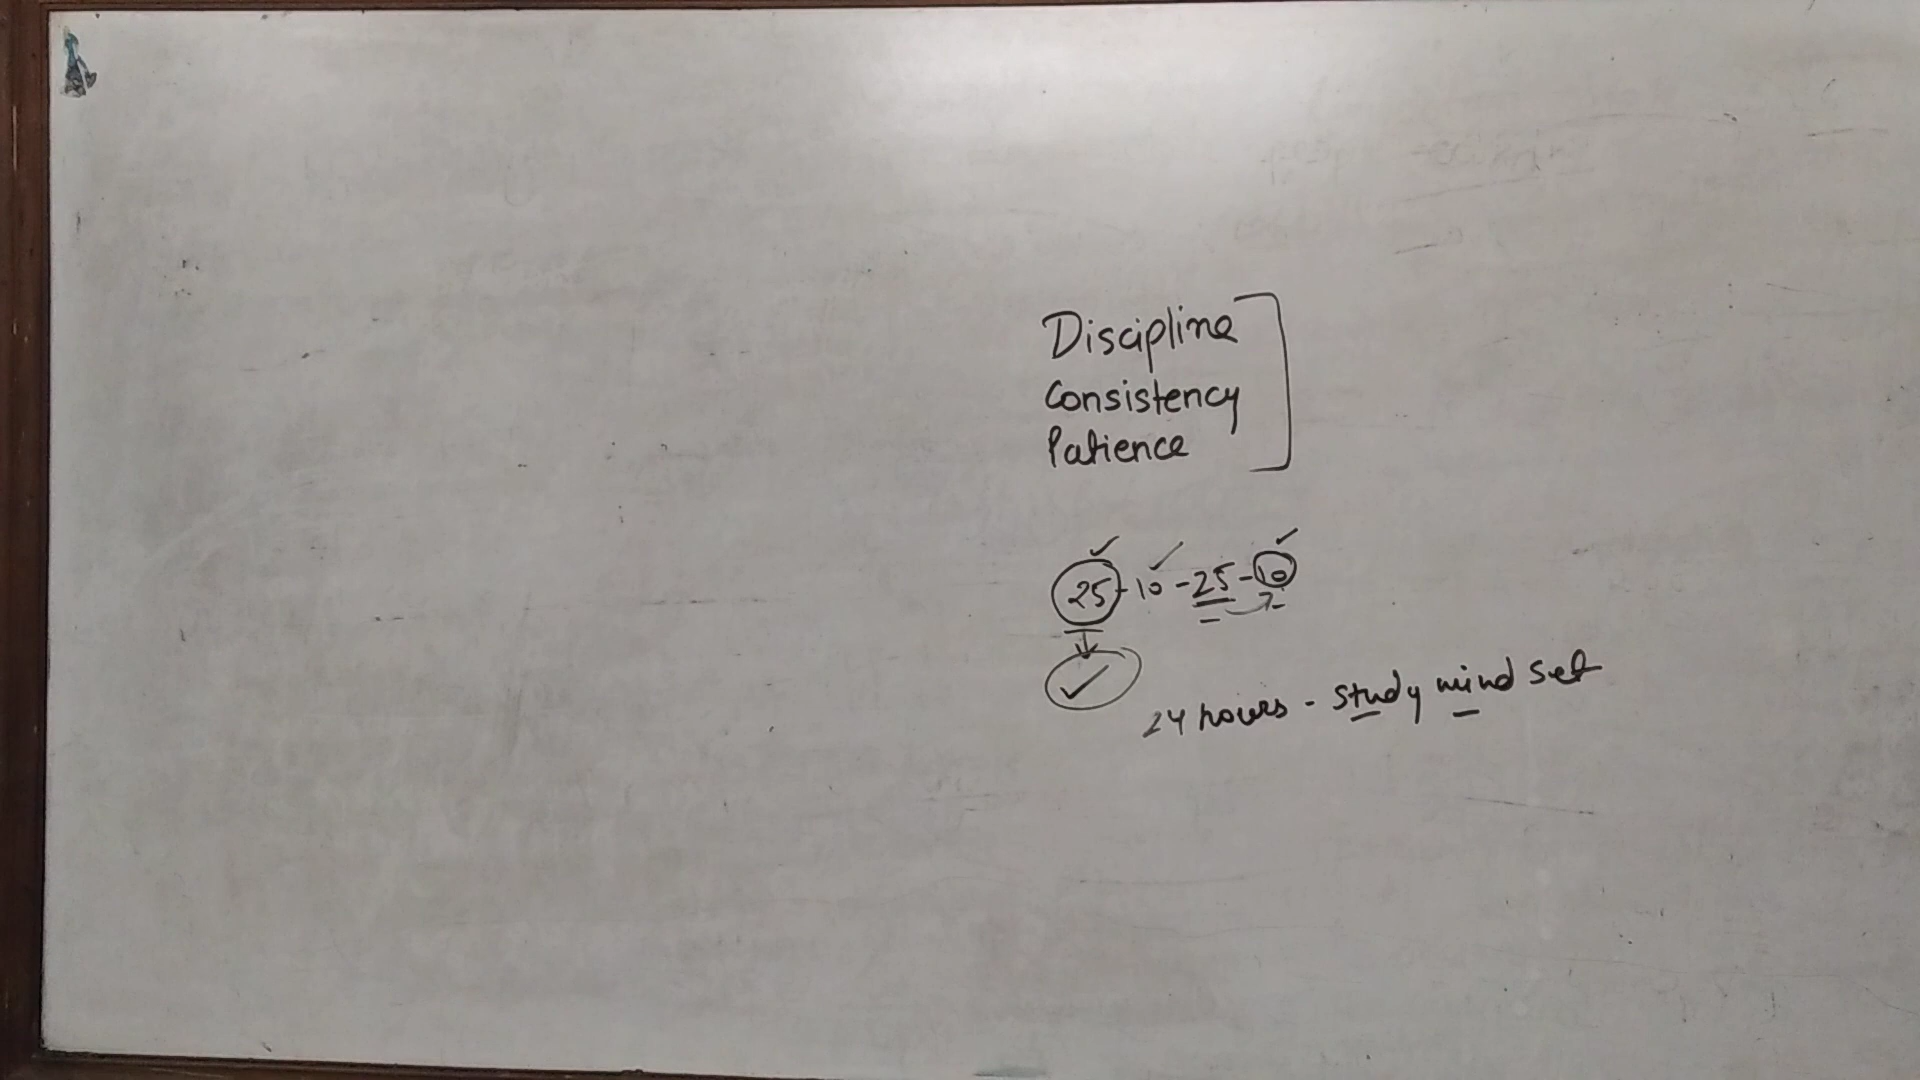 Discipline
Consistency
Patience
25 - 10 - 25 - 10
24 hours - study mind set